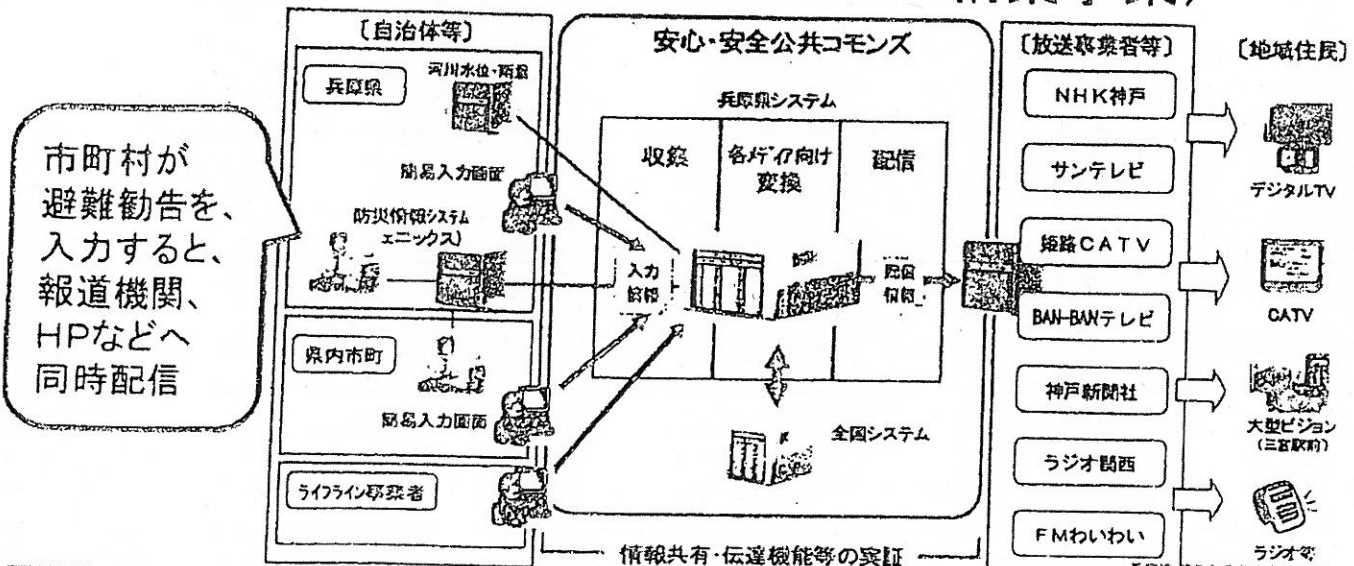 〔自治体等〕
安心・安全公共コモンズ
〔放送事業者等〕
〔地域住民〕
兵庫県
河川水位・雨量
簡易入力画面
防災情報システム
ェニックス)
県内市町
簡易入力画面
ライフライン事業者
市町村が
避難勧告を、
入力すると、
報道機関、
HPなどへ
同時配信
兵庫県システム
収集
各メディア向け
変換
配信
入力
情報
配信
情報
全国システム
情報共有・伝達機能等の実証
NHK神戸
サンテレビ
姫路CATV
BAN-BANテレビ
神戸新聞社
ラジオ関西
FMわいわい
デジタルTV
CATV
大型ビジョン
(三宮駅前)
ラジオ等